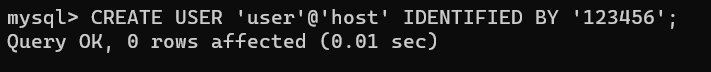 mysql> CREATE USER 'user'@'host' IDENTIFIED BY '123456';
Query OK, 0 rows affected (0.01 sec)